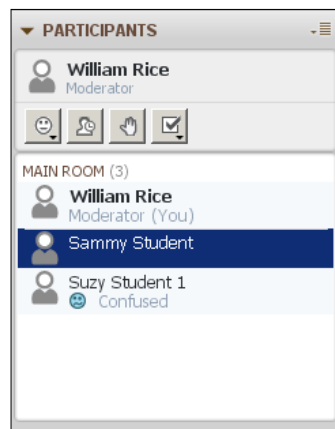 PARTICIPANTS
William Rice
Moderator
MAIN ROOM (3)
William Rice
Moderator (You)
Sammy Student
Suzy Student 1
Confused